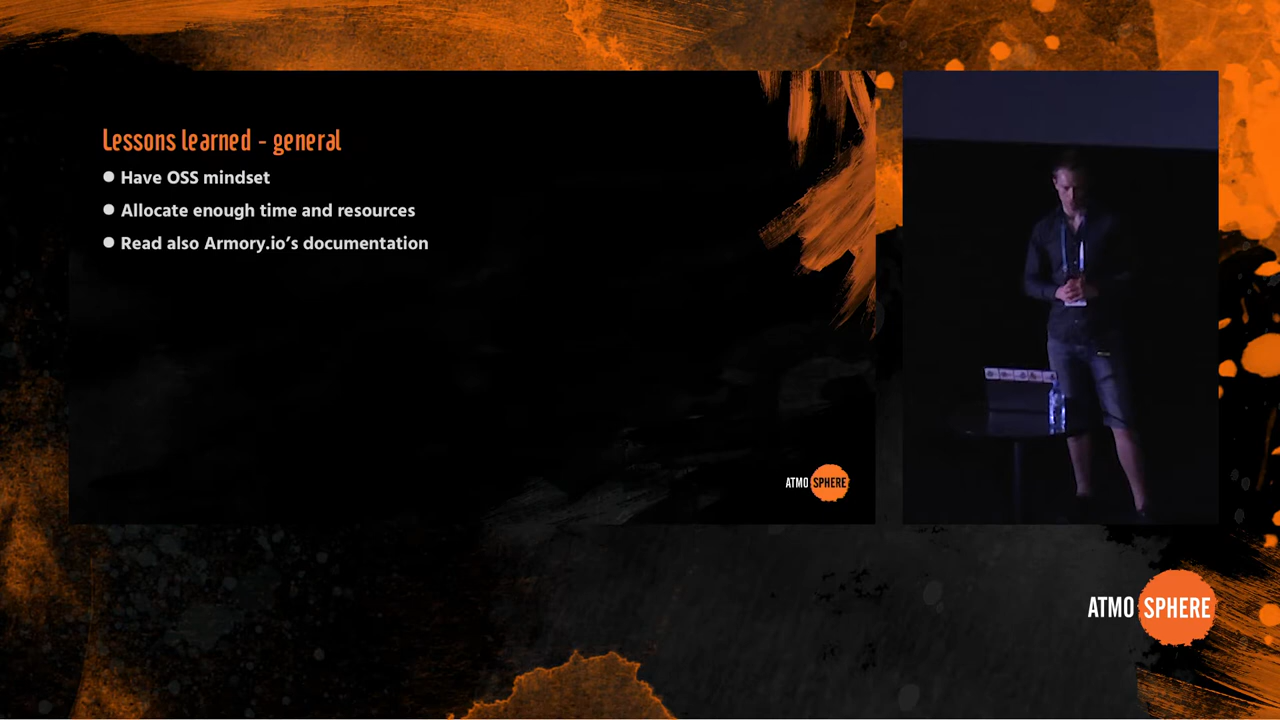 Lessons learned - general
● Have OSS mindset
● Allocate enough time and resources
● Read also Armory.io’s documentation
ATMO SPHERE
ATMO SPHERE